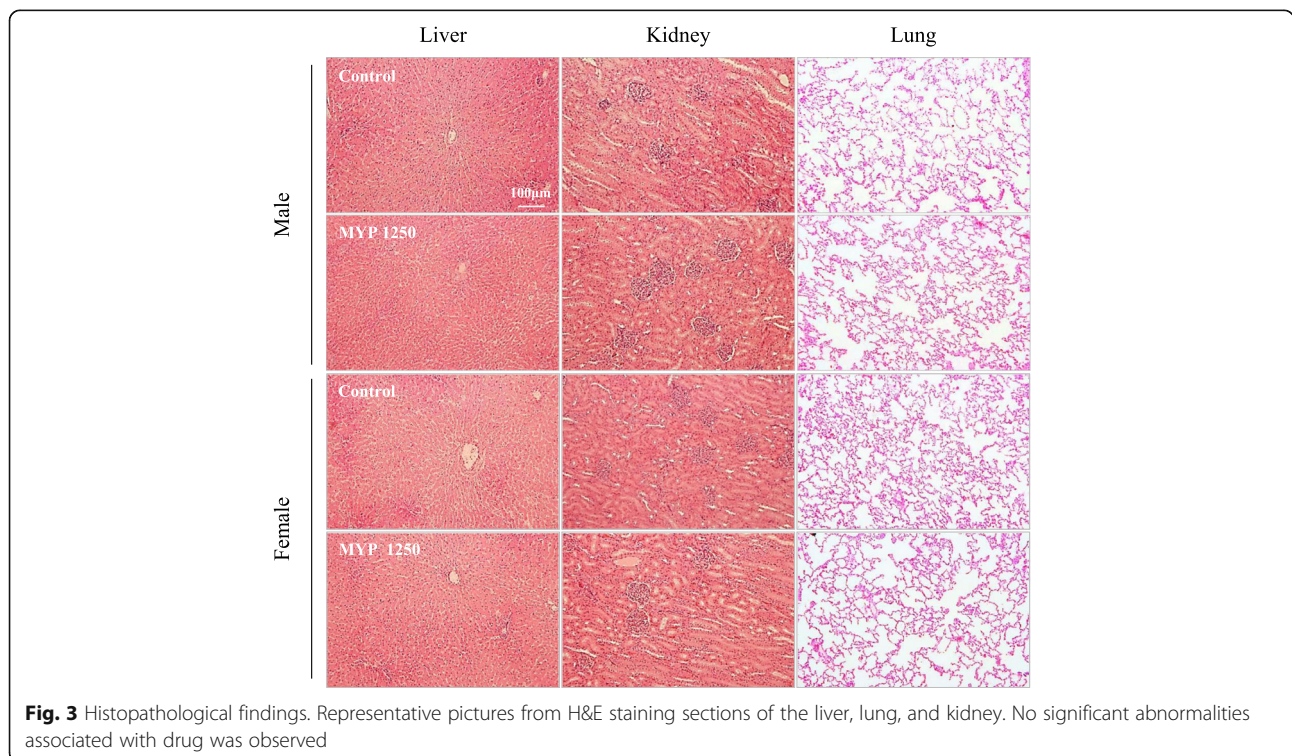 Liver Kidney Lung
Male
Control
100μm
MYP 1250
Female
Control
MYP 1250
Fig. 3 Histopathological findings. Representative pictures from H&E staining sections of the liver, lung, and kidney. No significant abnormalities
associated with drug was observed